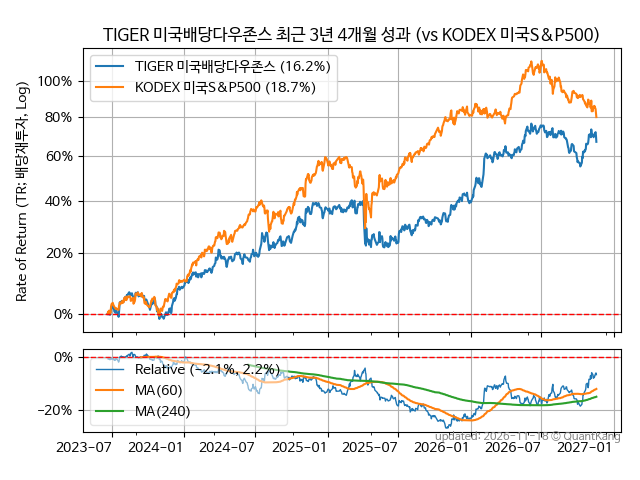 TIGER 미국배당다우존스 최근 3년 4개월 성과 (vs KODEX 미국S&P500)
Rate of Return (TR: 배당재투자, Log)
TIGER 미국배당다우존스 (16.2%)
KODEX 미국S&P500 (18.7%)
100%
80%
60%
40%
20%
0%
0%
−20%
Relative (~2.1%, 2.2%)
MA(60)
MA(240)
updated: 2026-11-18 © QuantKang
2023-07
2024-01
2024-07
2025-01
2025-07
2026-01
2026-07
2027-01